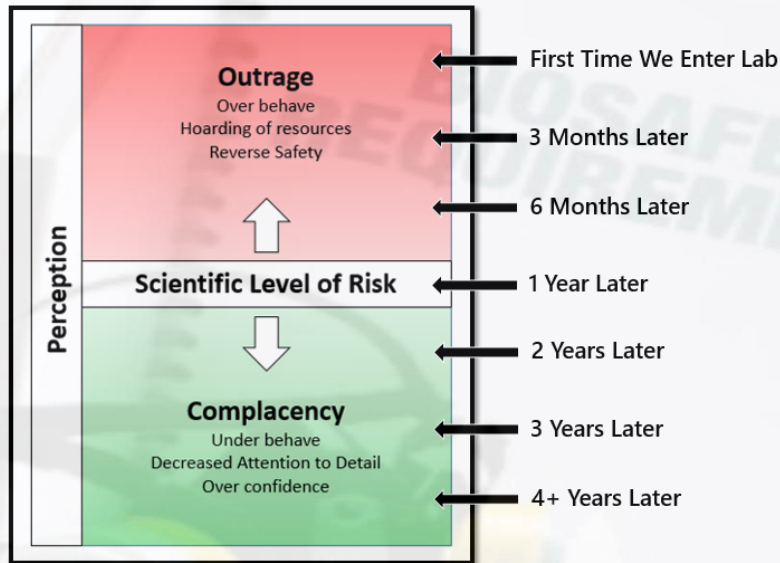 Perception
Outrage
Over behave
Hoarding of resources
Reverse Safety
Scientific Level of Risk
Complacency
Under behave
Decreased Attention to Detail
Over confidence
First Time We Enter Lab
3 Months Later
6 Months Later
1 Year Later
2 Years Later
3 Years Later
4+ Years Later